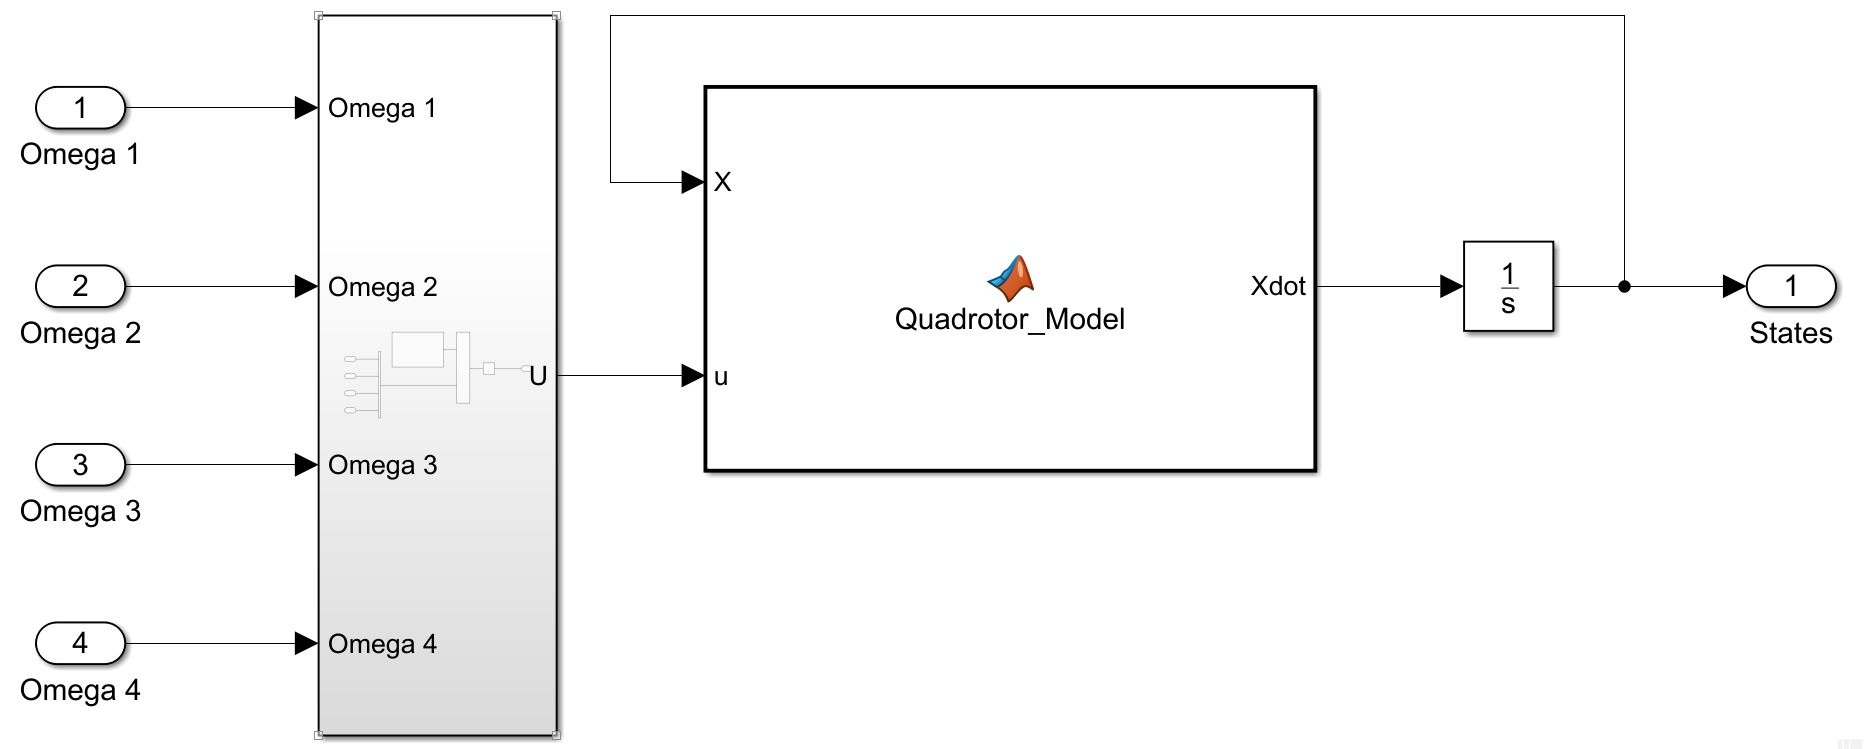 1
Omega 1
2
Omega 2
3
Omega 3
4
Omega 4
Omega 1
Omega 2
U
Omega 3
Omega 4
X
u
Quadrotor_Model
Xdot
1
s
1
States